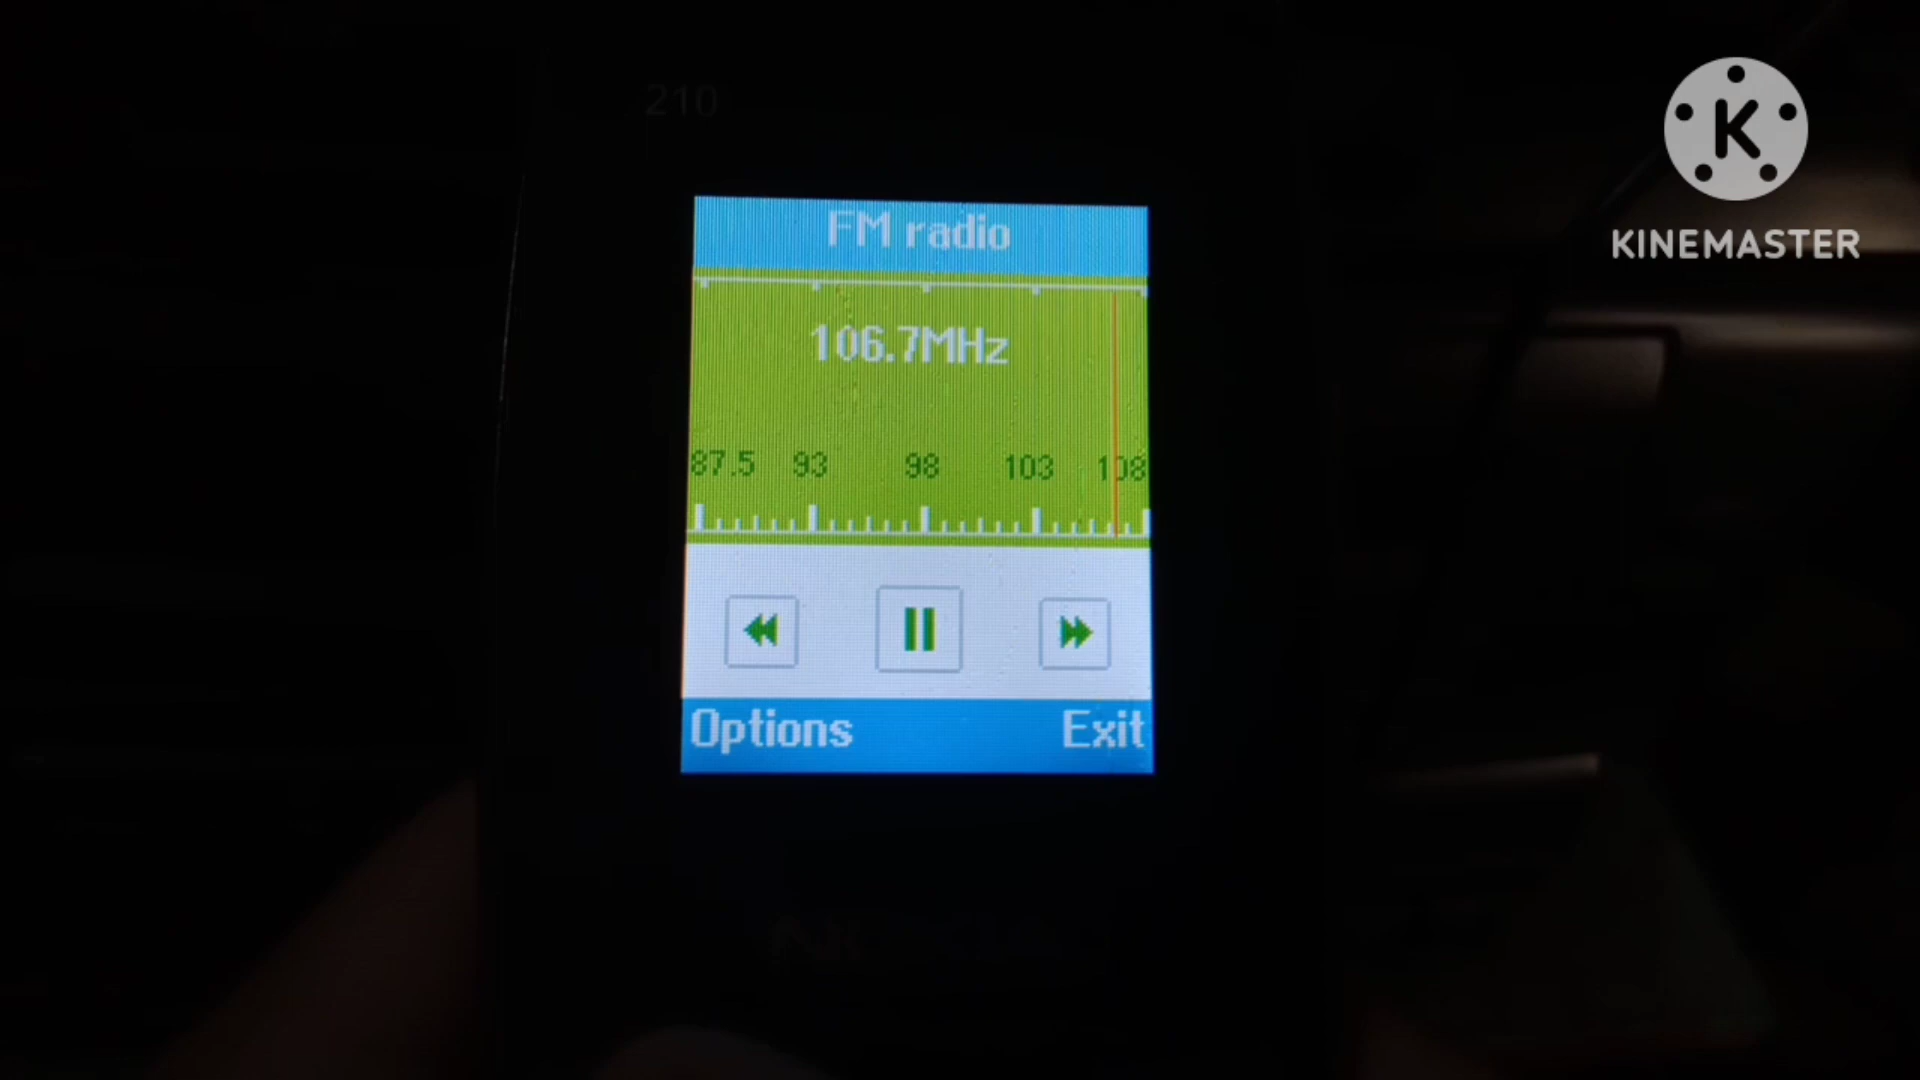 210
KINEMASTER
FM radio
106.7MHz
87.5 93 98 103 108
Options Exit